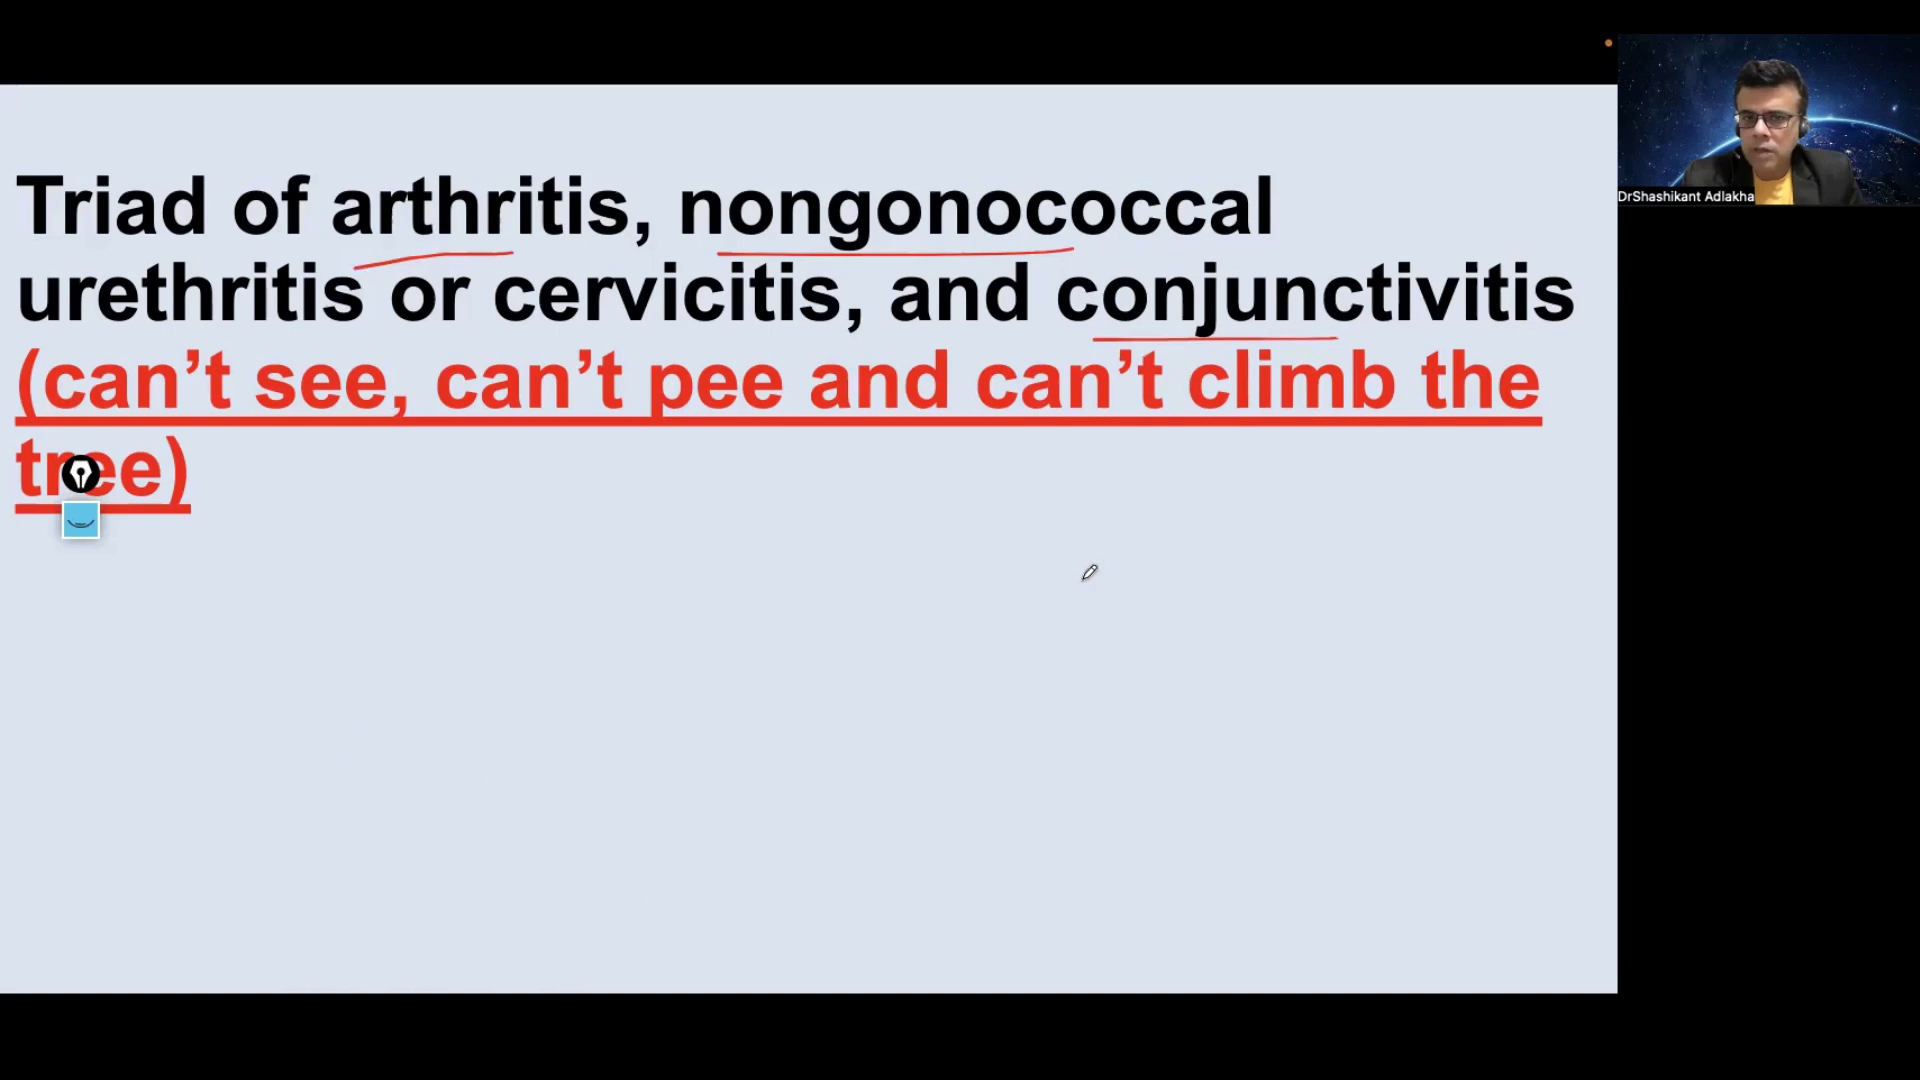 Triad of arthritis, nongonococcal
urethritis or cervicitis, and conjunctivitis
(can’t see, can’t pee and can’t climb the
tree)
DrShashikant Adlakha